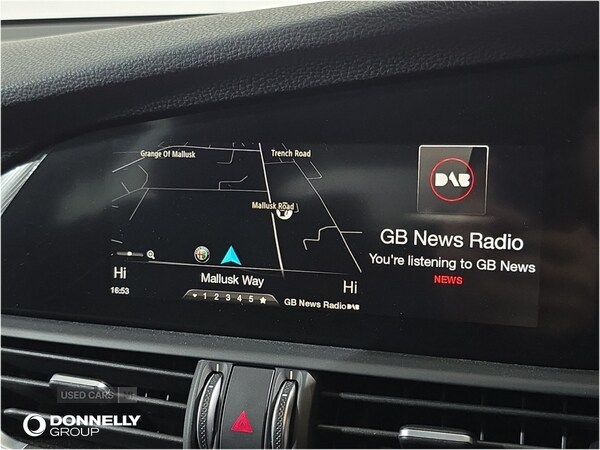 Grange Of Mallusk
Trench Road
Mallusk Road
DAB
GB News Radio
You're listening to GB News
NEWS
Hi
Mallusk Way
Hi
16:53
1 2 3 4 5
GB News Radio DAB
USED CARS NI
DONNELLY
GROUP